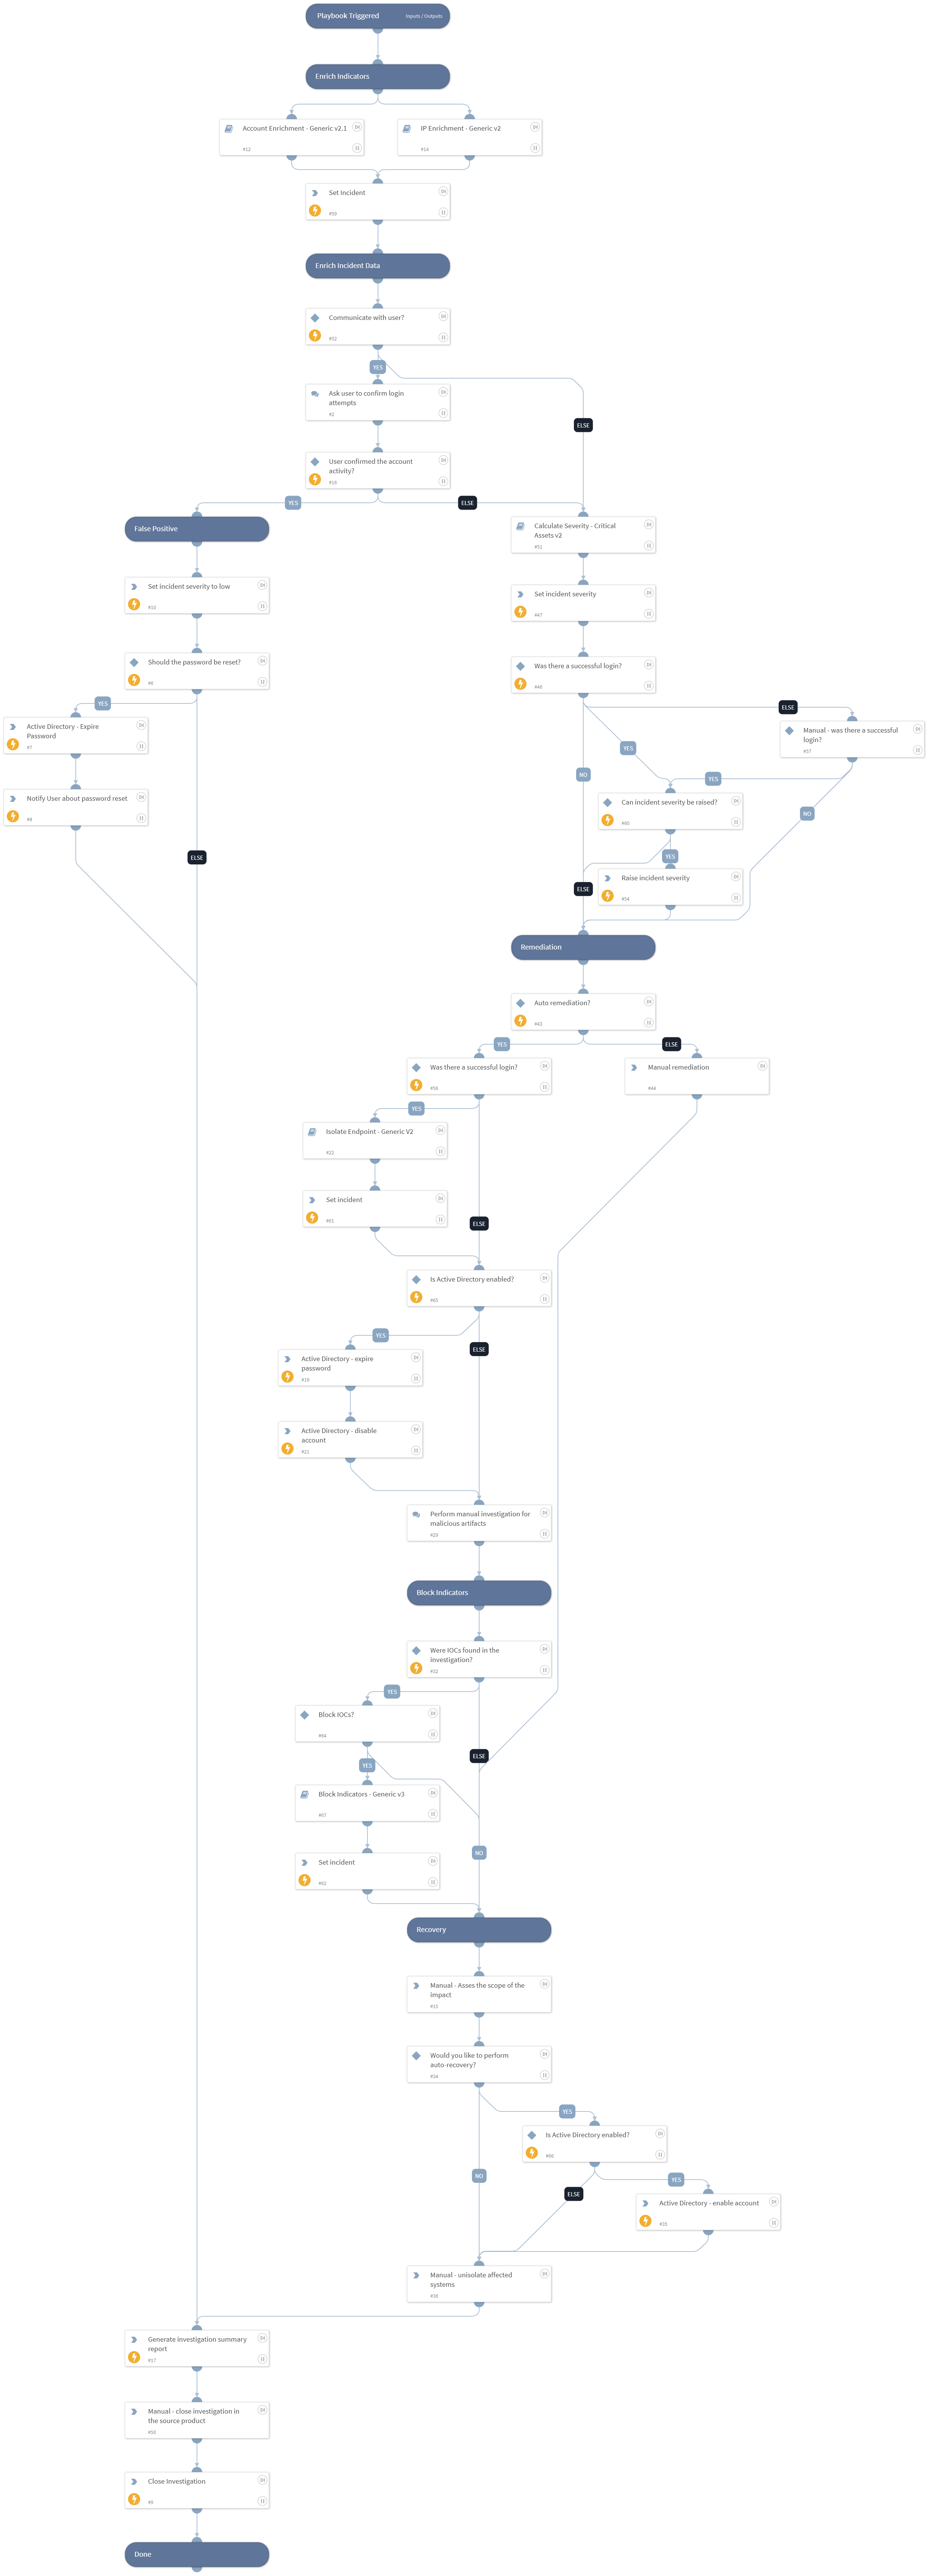 Playbook Triggered
Inputs / Outputs
Enrich Indicators
Account Enrichment - Generic v2.1
#12
IP Enrichment - Generic v2
#14
Set Incident
Enrich Incident Data
Communicate with user?
#52
YES
Ask user to confirm login
attempts
#2
ELSE
User confirmed the account
activity?
#16
YES
ELSE
False Positive
Calculate Severity - Critical
Assets v2
#51
Set incident severity to low
#10
Set incident severity
#47
Should the password be reset?
#6
Was there a successful login?
YES
ELSE
Active Directory - Expire
Password
#7
Manual - was there a successful
login?
#57
YES
NO
YES
Notify User about password reset
#8
Can incident severity be raised?
NO
ELSE
YES
Raise incident severity
#54
ELSE
Remediation
Auto remediation?
#43
YES
ELSE
Was there a successful login?
Manual remediation
#44
YES
Isolate Endpoint - Generic V2
#22
Set incident
#61
ELSE
Is Active Directory enabled?
#65
YES
ELSE
Active Directory - expire
password
#19
Active Directory - disable
account
#21
Perform manual investigation for
malicious artifacts
#29
Block Indicators
Were IOCs found in the
investigation?
#32
YES
Block IOCs?
#64
ELSE
YES
Block Indicators - Generic v3
#67
NO
Set incident
#62
Recovery
Manual - Asses the scope of the
impact
#15
Would you like to perform
auto-recovery?
#34
YES
Is Active Directory enabled?
#66
NO
YES
ELSE
Active Directory - enable account
#35
Manual - unisolate affected
systems
#38
Generate investigation summary
report
#17
Manual - close investigation in
the source product
#50
Close Investigation
#9
Done